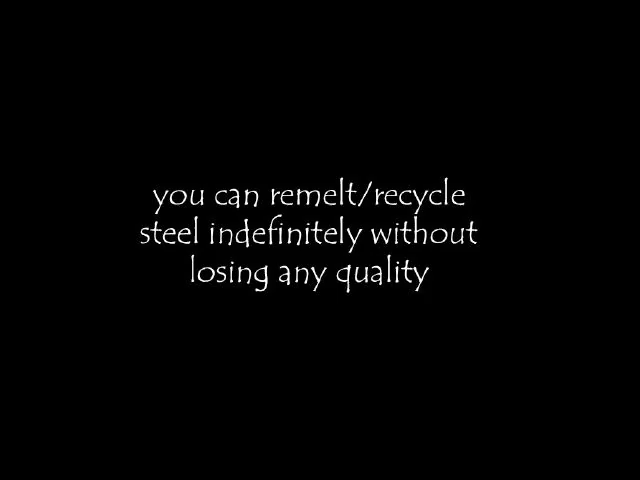 you can remelt/recycle
steel indefinitely without
losing any quality